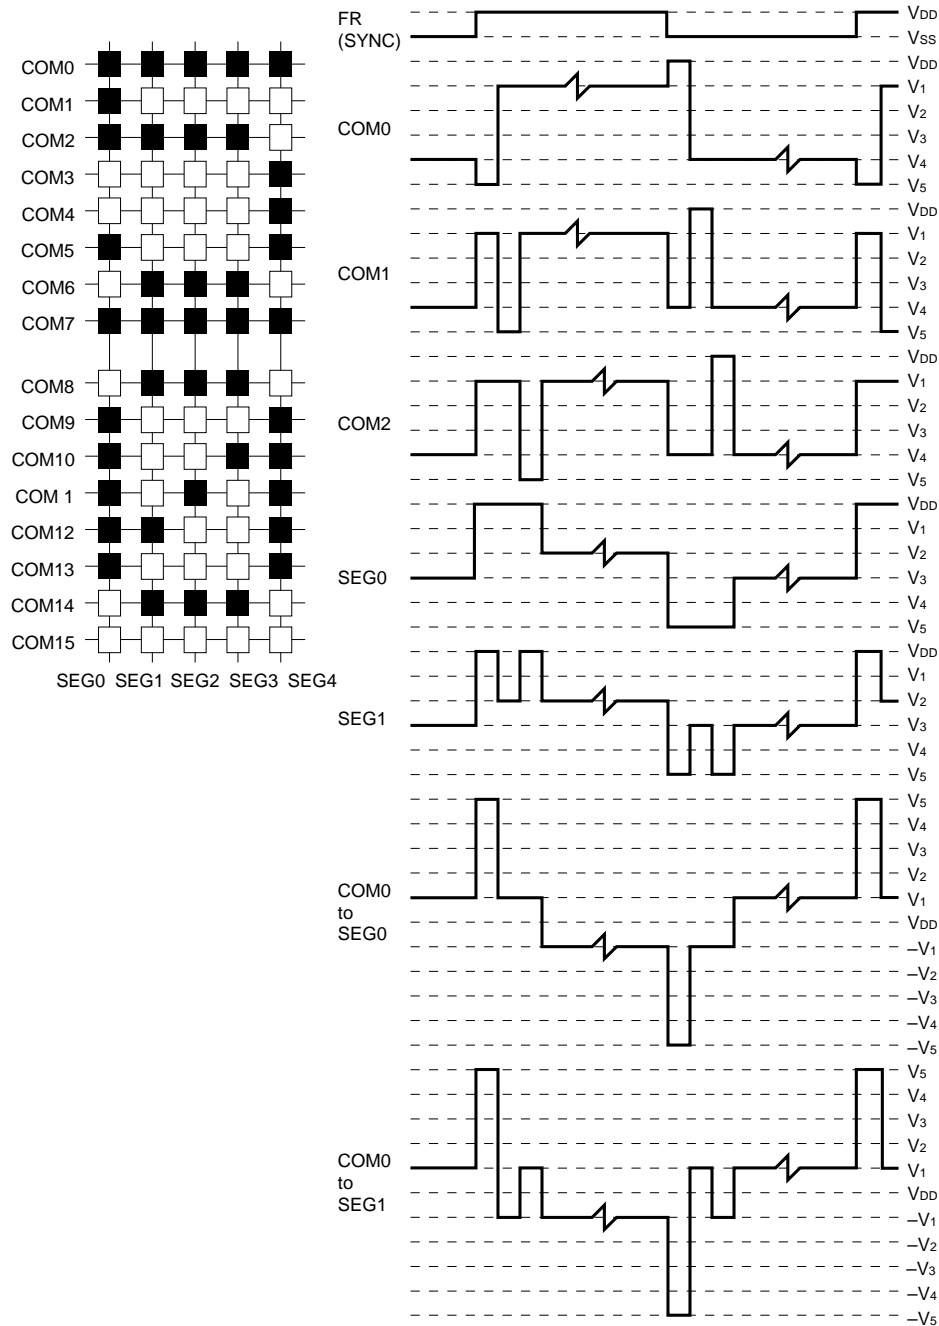 COM0
COM1
COM2
COM3
COM4
COM5
COM6
COM7
COM8
COM9
COM10
COM 1
COM12
COM13
COM14
COM15
SEG0 SEG1 SEG2 SEG3 SEG4
FR
(SYNC)
VDD
VSS
COM0
VDD
V1
V2
V3
V4
V5
COM1
VDD
V1
V2
V3
V4
V5
COM2
VDD
V1
V2
V3
V4
V5
SEG0
VDD
V1
V2
V3
V4
V5
SEG1
VDD
V1
V2
V3
V4
V5
COM0
to
SEG0
V5
V4
V3
V2
V1
VDD
–V1
–V2
–V3
–V4
–V5
COM0
to
SEG1
V5
V4
V3
V2
V1
VDD
–V1
–V2
–V3
–V4
–V5